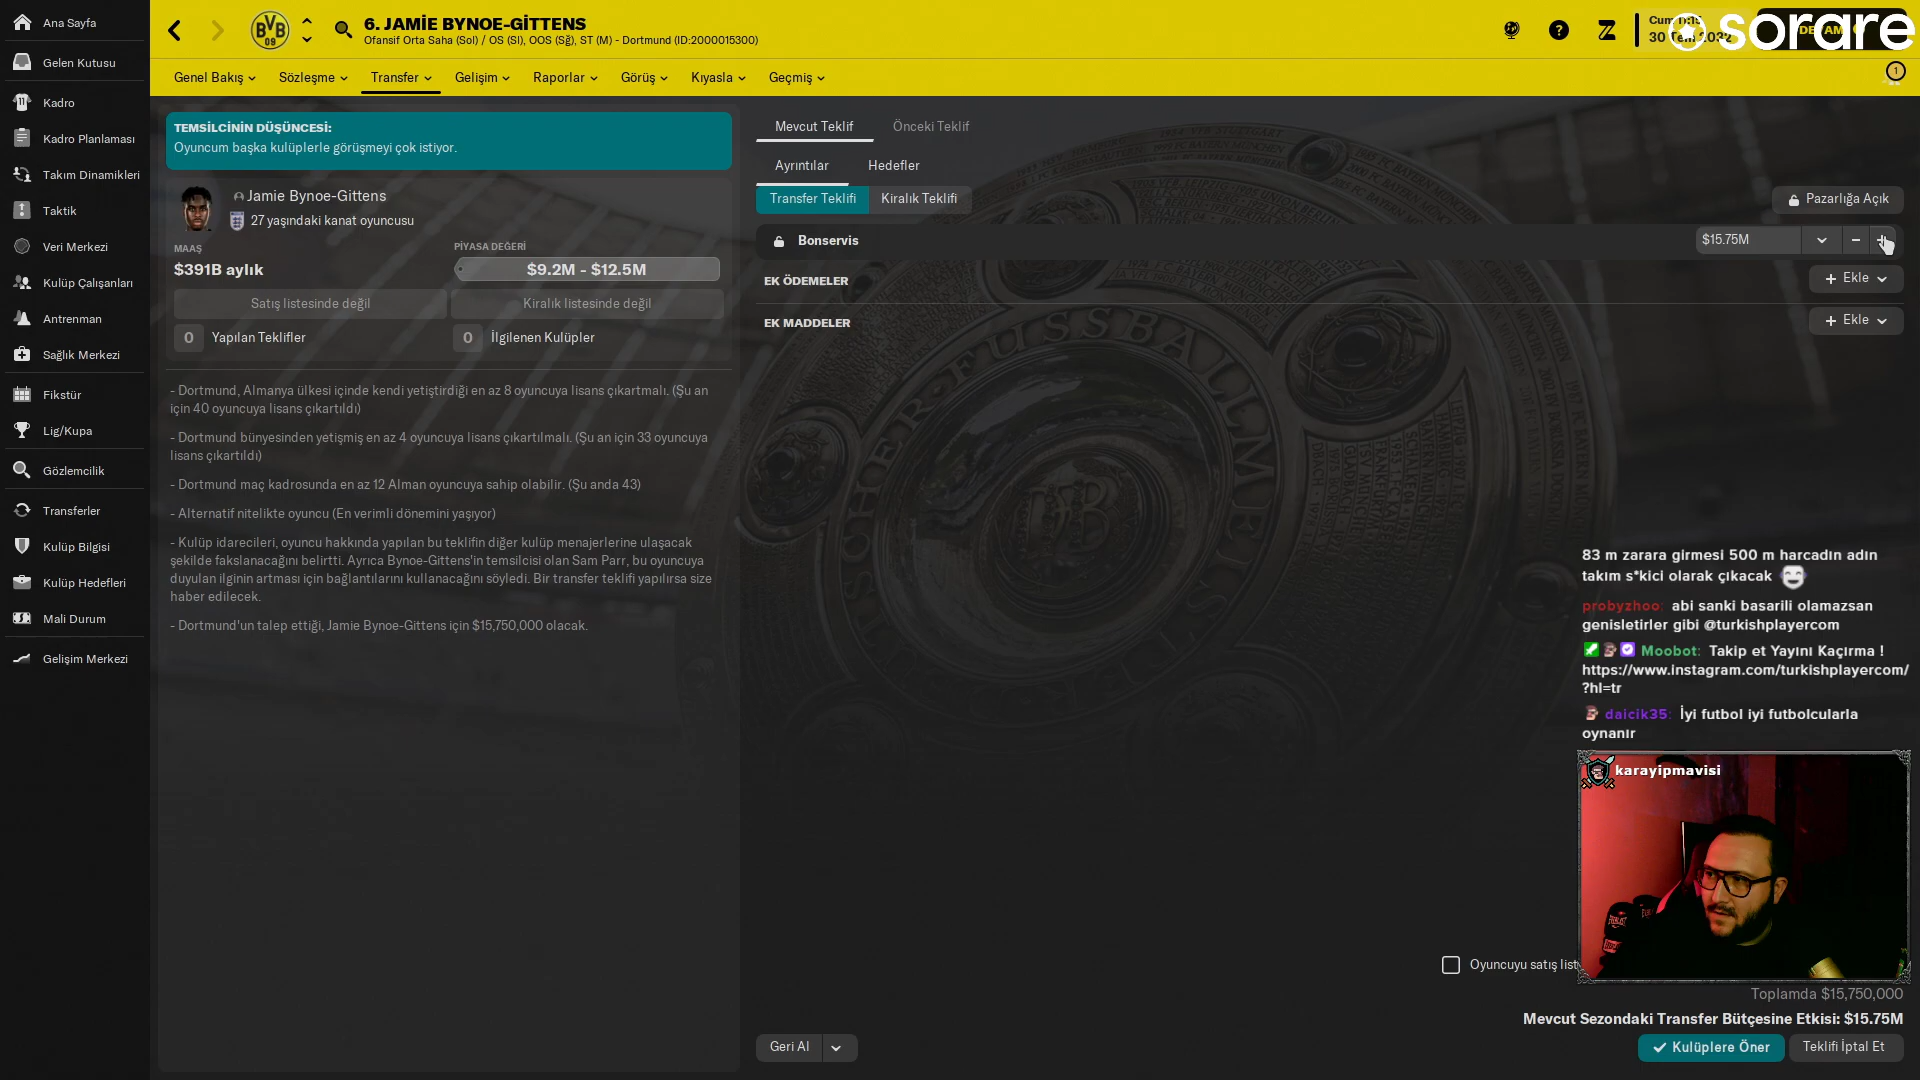 Ana Sayfa
Gelen Kutusu
Kadro
Kadro Planlaması
Takım Dinamikleri
Taktik
Veri Merkezi
Kulüp Çalışanları
Antrenman
Sağlık Merkezi
Fikstür
Lig/Kupa
Gözlemcilik
Transferler
Kulüp Bilgisi
Kulüp Hedefleri
Mali Durum
Gelişim Merkezi
BVB
09
6. JAMİE BYNOE-GİTTENS
Ofansif Orta Saha (Sol) / OS (Sl), OOS (Sğ), ST (M) - Dortmund (ID:2000015300)
sorare
Genel Bakış
Sözleşme
Transfer
Gelişim
Raporlar
Görüş
Kıyasla
Geçmiş
1
TEMSİLCİNİN DÜŞÜNCESİ:
Oyuncum başka kulüplerle görüşmeyi çok istiyor.
Jamie Bynoe-Gittens
27 yaşındaki kanat oyuncusu
MAAŞ
$391B aylık
PİYASA DEĞERİ
$9.2M - $12.5M
Satış listesinde değil
Kiralık listesinde değil
0 Yapılan Teklifler
0 İlgilenen Kulüpler
- Dortmund, Almanya ülkesi içinde kendi yetiştirdiği en az 8 oyuncuya lisans çıkartmalı. (Şu an
için 40 oyuncuya lisans çıkartıldı)
- Dortmund bünyesinden yetişmiş en az 4 oyuncuya lisans çıkartılmalı. (Şu an için 33 oyuncuya
lisans çıkartıldı)
- Dortmund maç kadrosunda en az 12 Alman oyuncuya sahip olabilir. (Şu anda 43)
- Alternatif nitelikte oyuncu (En verimli dönemini yaşıyor)
- Kulüp idarecileri, oyuncu hakkında yapılan bu teklifin diğer kulüp menajerlerine ulaşacak
şekilde fakslanacağını belirtti. Ayrıca Bynoe-Gittens'in temsilcisi olan Sam Parr, bu oyuncuya
duyulan ilginin artması için bağlantılarını kullanacağını söyledi. Bir transfer teklifi yapılırsa size
haber edilecek.
- Dortmund'un talep ettiği, Jamie Bynoe-Gittens için $15,750,000 olacak.
Mevcut Teklif
Önceki Teklif
Ayrıntılar
Hedefler
Transfer Teklifi
Kiralık Teklifi
Pazarlığa Açık
Bonservis
$15.75M
EK ÖDEMELER
Ekle
EK MADDELER
Ekle
83 m zarara girmesi 500 m harcadın adın
takım s*kici olarak çıkacak
probyzhoo: abi sanki basarili olamazsan
genisletirler gibi @turkishplayercom
Moobot: Takip et Yayını Kaçırma !
https://www.instagram.com/turkishplayercom/
?hl=tr
daicik35: İyi futbol iyi futbolcularla
oynanır
karayipmavisi
Oyuncuyu satış list
Toplamda $15,750,000
Mevcut Sezondaki Transfer Bütçesine Etkisi: $15.75M
Geri Al
Kulüplere Öner
Teklifi İptal Et